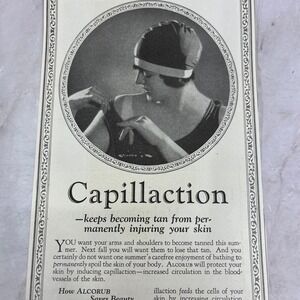 Capillaction
—keeps becoming tan from per-
manently injuring your skin
YOU want your arms and shoulders to become tanned this sum-
mer. Next fall you will want them to lose that tan. And you
certainly do not want one summer's carefree enjoyment of bathing to
permanently spoil the skin of your body. ALCORUB will protect your
skin by inducing capillaction—increased circulation in the blood-
vessels of the skin.
How ALCORUB
Saves Beauty
illaction feeds the cells of your
skin by increasing circulation